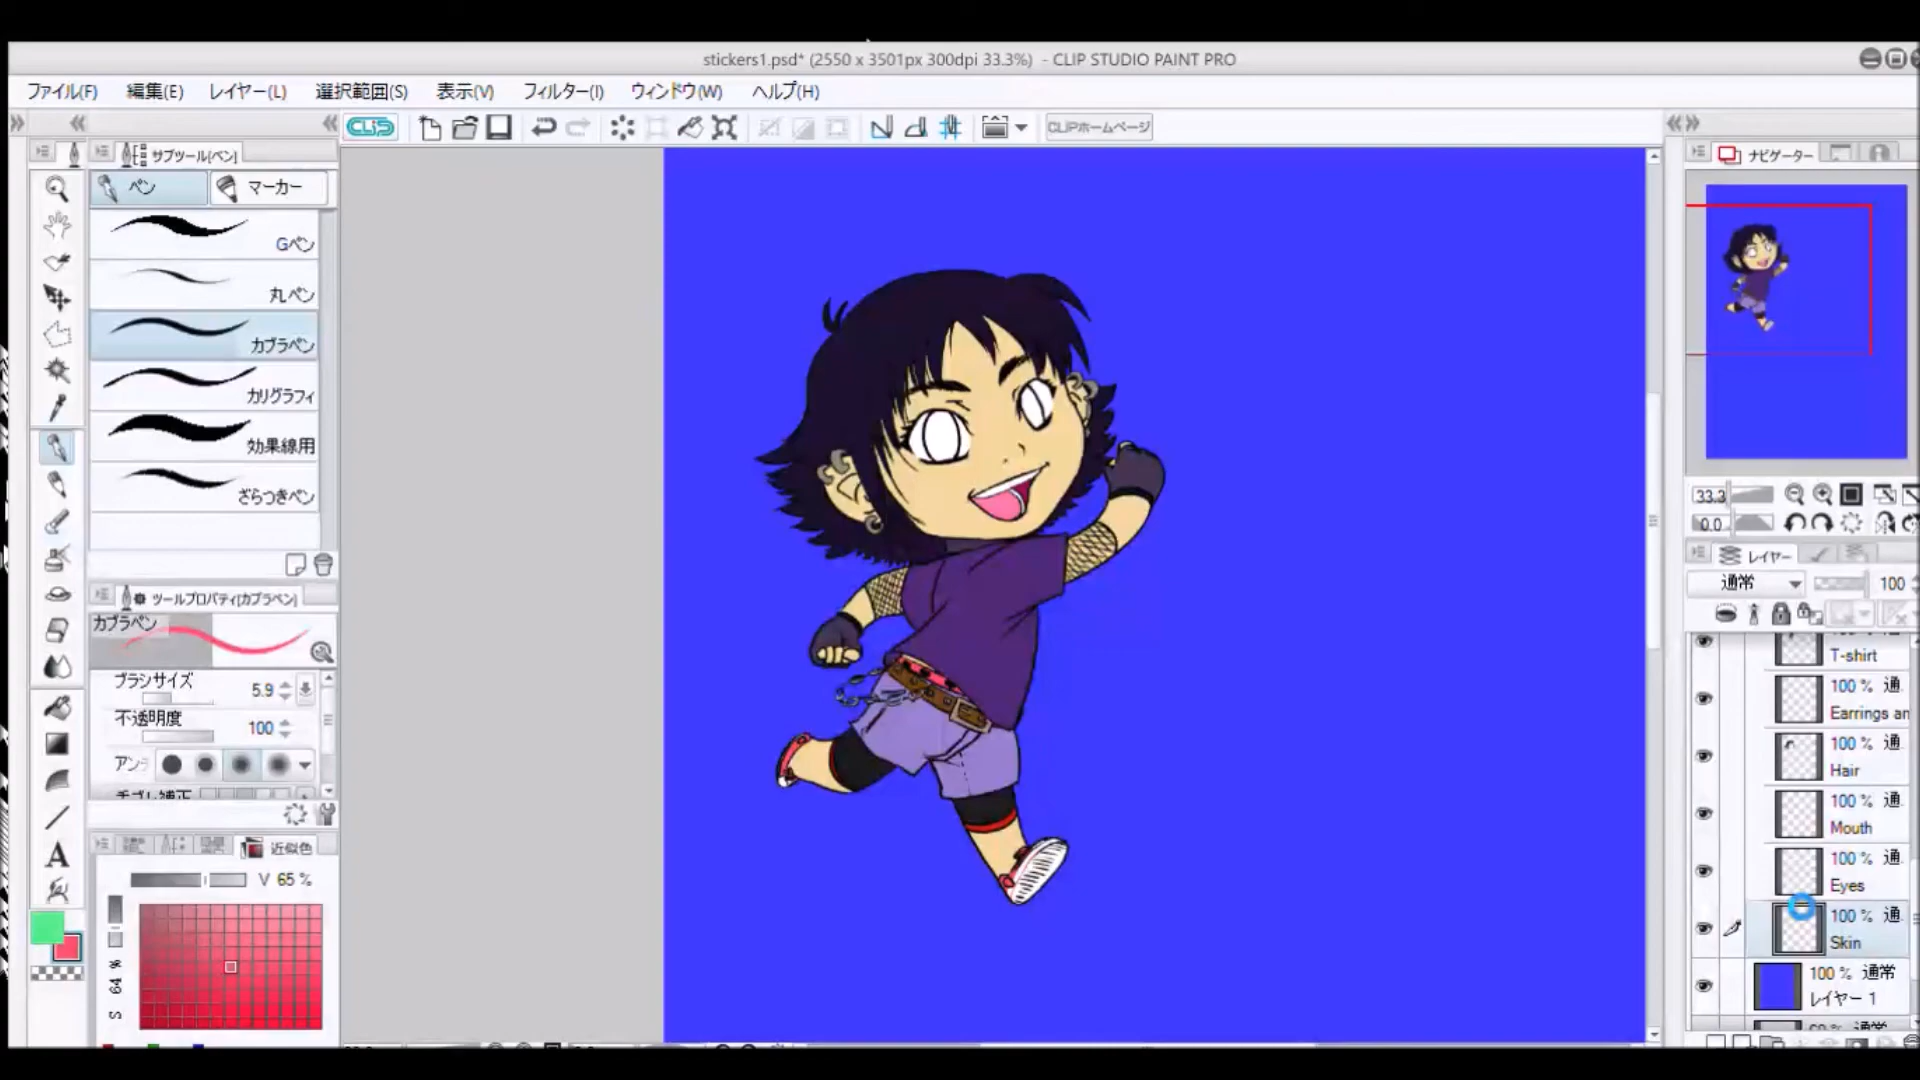 stickers1.psd* (2550 x 3501px 300dpi 33.3%) - CLIP STUDIO PAINT PRO
ファイル(F) 編集(E) レイヤー(L) 選択範囲(S) 表示(V) フィルター(I) ウィンドウ(W) ヘルプ(H)
CLIP CLIPホームページ
サブツール[ペン]
ペン マーカー
Gペン
丸ペン
カブラペン
カリグラフィ
効果線用
ざらつきペン
ツールプロパティ[カブラペン]
カブラペン
ブラシサイズ 5.9
不透明度 100
アンチ
手ブレ補正
近似色
V 65 %
S 64 %
A
ナビゲーター
33.3
0.0
レイヤー
通常 100
T-shirt
100 % 通
Earrings an
100 % 通
Hair
100 % 通
Mouth
100 % 通
Eyes
100 % 通
Skin
100 % 通常
レイヤー 1